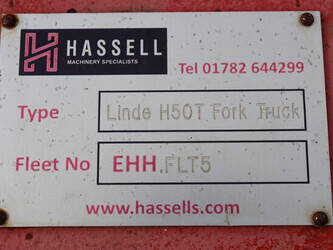 HASSELL
MACHINERY SPECIALISTS
Tel 01782 644299
Type Linde H50T Fork Truck
Fleet No EHH.FLT5
www.hassells.com